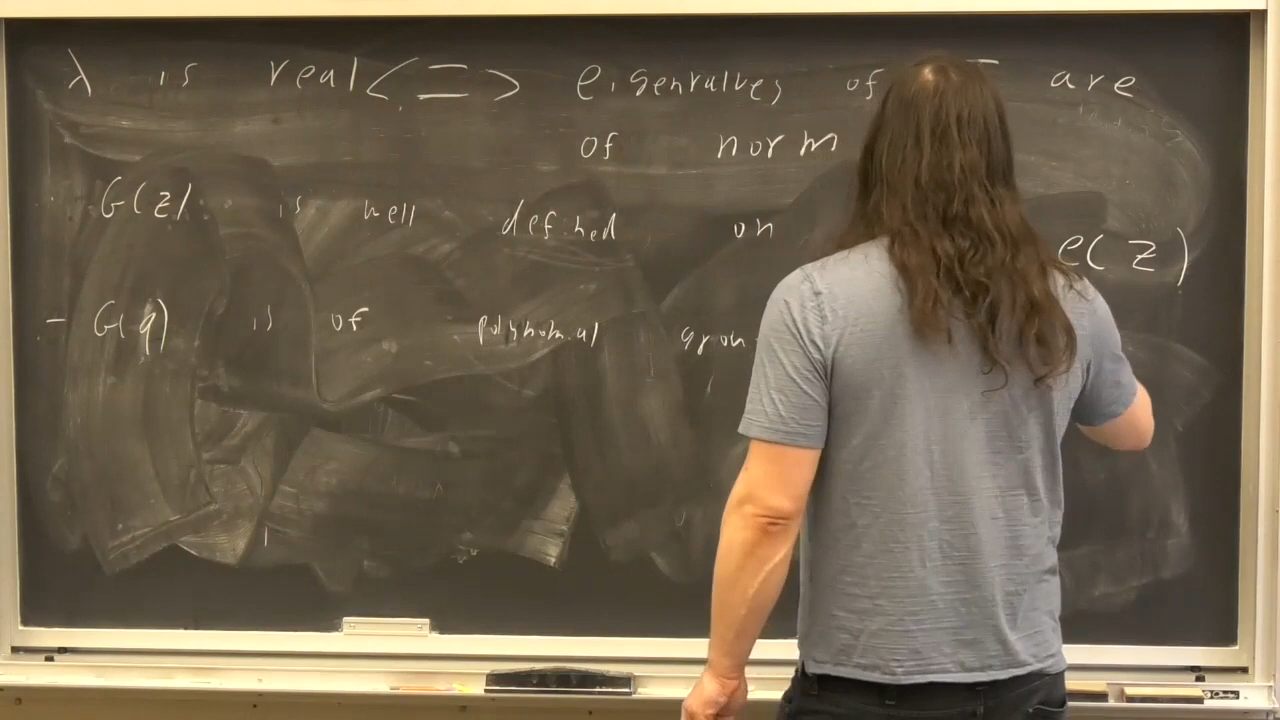 λ is real <=> eigenvalues of are
of norm
G(z) is well defined on e(z)
- G(q) is of polynomial grow